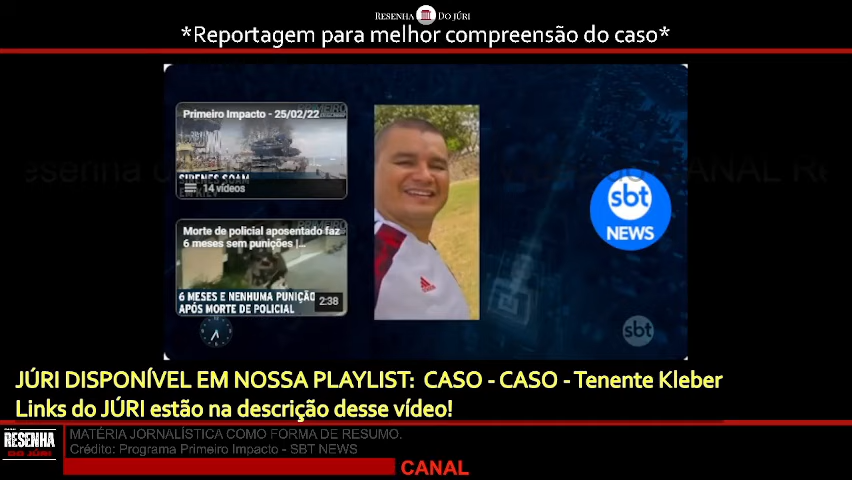 RESENHA DO JÚRI
*Reportagem para melhor compreensão do caso*
Primeiro Impacto - 25/02/22
SIRENES SOAM
EM KIEV
14 vídeos
Morte de policial aposentado faz
6 meses sem punições |...
6 MESES E NENHUMA PUNIÇÃO
APÓS MORTE DE POLICIAL
2:38
sbt
NEWS
sbt
JÚRI DISPONÍVEL EM NOSSA PLAYLIST: CASO - CASO - Tenente Kleber
Links do JÚRI estão na descrição desse vídeo!
RESENHA
DO JÚRI
MATÉRIA JORNALÍSTICA COMO FORMA DE RESUMO.
Crédito: Programa Primeiro Impacto - SBT NEWS
CANAL